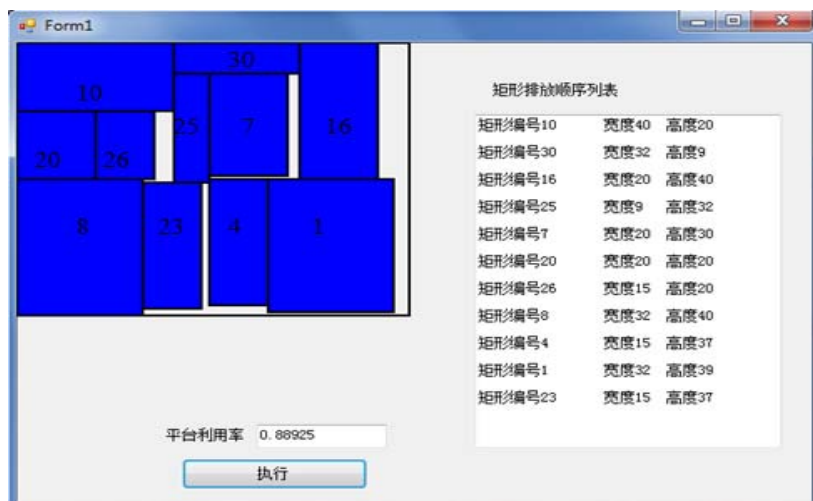 Form1
30
10
25
7
16
20
26
8
23
4
1
矩形排放顺序列表
矩形编号10 宽度40 高度20
矩形编号30 宽度32 高度9
矩形编号16 宽度20 高度40
矩形编号25 宽度9 高度32
矩形编号7 宽度20 高度30
矩形编号20 宽度20 高度20
矩形编号26 宽度15 高度20
矩形编号8 宽度32 高度40
矩形编号4 宽度15 高度37
矩形编号1 宽度32 高度39
矩形编号23 宽度15 高度37
平台利用率 0.88925
执行